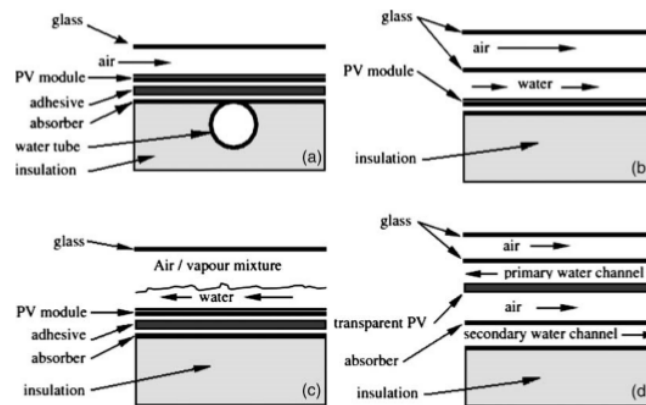 glass
air
PV module
adhesive
absorber
water tube
insulation
(a)
glass
air
PV module
water
insulation
(b
glass
Air / vapour mixture
water
PV module
adhesive
absorber
insulation
(c)
glass
air
primary water channel
transparent PV
air
absorber
secondary water channel
insulation
(d